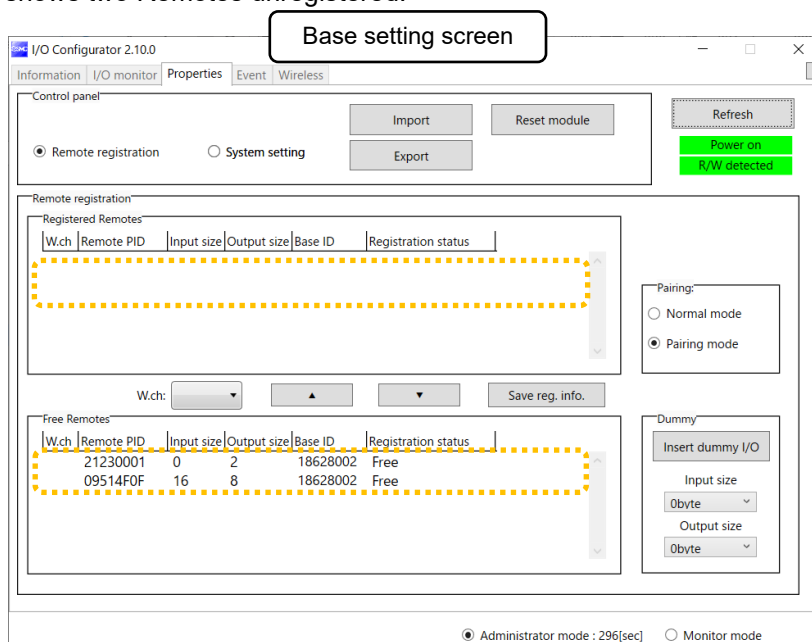 shows two Remotes unregistered.
Base setting screen
SMC I/O Configurator 2.10.0
Information I/O monitor Properties Event Wireless
Control panel
Import Reset module Refresh
Remote registration System setting Export
Power on
R/W detected
Remote registration
Registered Remotes
W.ch Remote PID Input size Output size Base ID Registration status
Pairing:
Normal mode
Pairing mode
W.ch: ▲ ▼ Save reg. info.
Free Remotes
W.ch Remote PID Input size Output size Base ID Registration status
21230001 0 2 18628002 Free
09514F0F 16 8 18628002 Free
Dummy
Insert dummy I/O
Input size
0byte
Output size
0byte
Administrator mode : 296[sec] Monitor mode